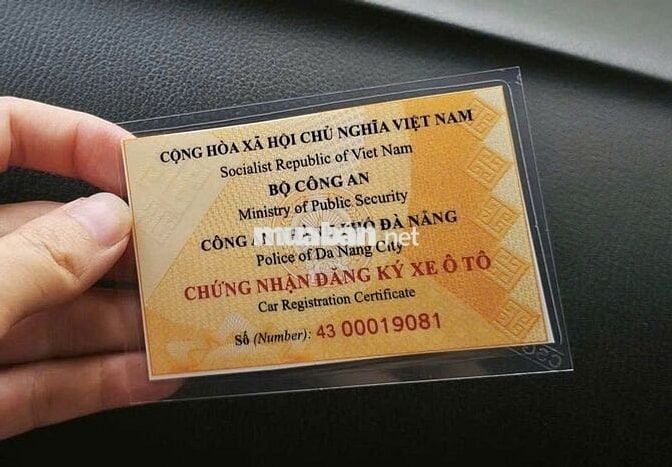 CỘNG HÒA XÃ HỘI CHỦ NGHĨA VIỆT NAM
Socialist Republic of Viet Nam
BỘ CÔNG AN
Ministry of Public Security
CÔNG AN PHỐ ĐÀ NẴNG
muaban.net
Police of Da Nang City
CHỨNG NHẬN ĐĂNG KÝ XE Ô TÔ
Car Registration Certificate
Số (Number): 43 00019081